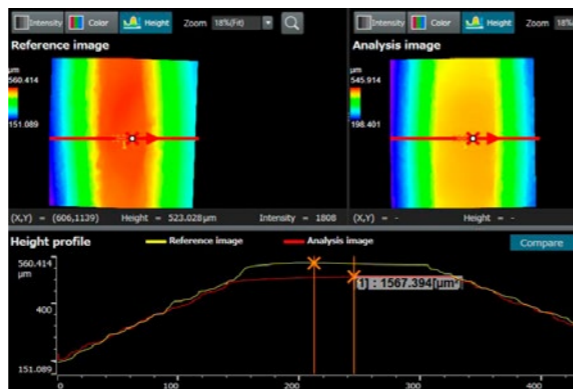 Intensity Color Height Zoom 18%(Fit)
Intensity Color Height Zoom 18%
Reference image
Analysis image
μm
560.414
151.089
μm
545.914
198.401
(X,Y) = (606,1139) Height = 523.028μm Intensity = 1808
(X,Y) = - Height = -
Height profile Reference image Analysis image Compare
560.414
μm
400
151.089
[1] : 1567.394[μm²]
0 100 200 300 400